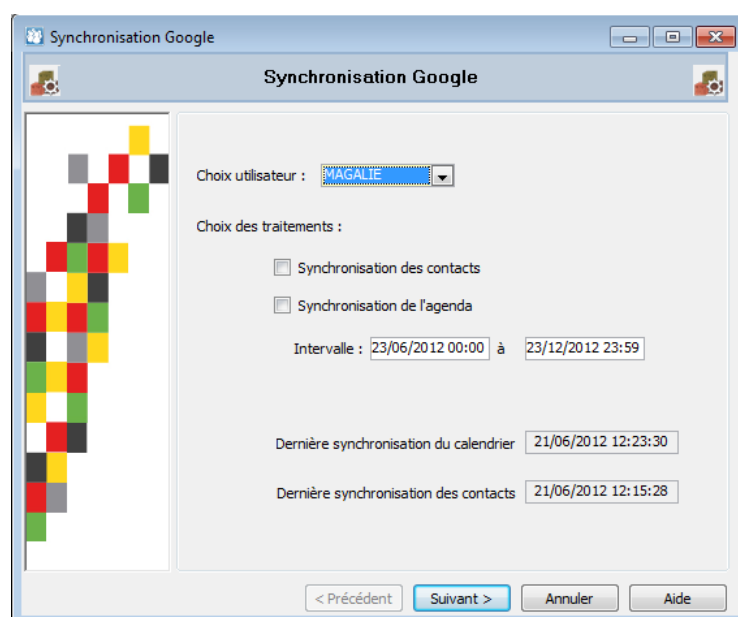 Synchronisation Google
Synchronisation Google
Choix utilisateur : MAGALIE
Choix des traitements :
Synchronisation des contacts
Synchronisation de l'agenda
Intervalle : 23/06/2012 00:00 à 23/12/2012 23:59
Dernière synchronisation du calendrier 21/06/2012 12:23:30
Dernière synchronisation des contacts 21/06/2012 12:15:28
< Précédent Suivant > Annuler Aide